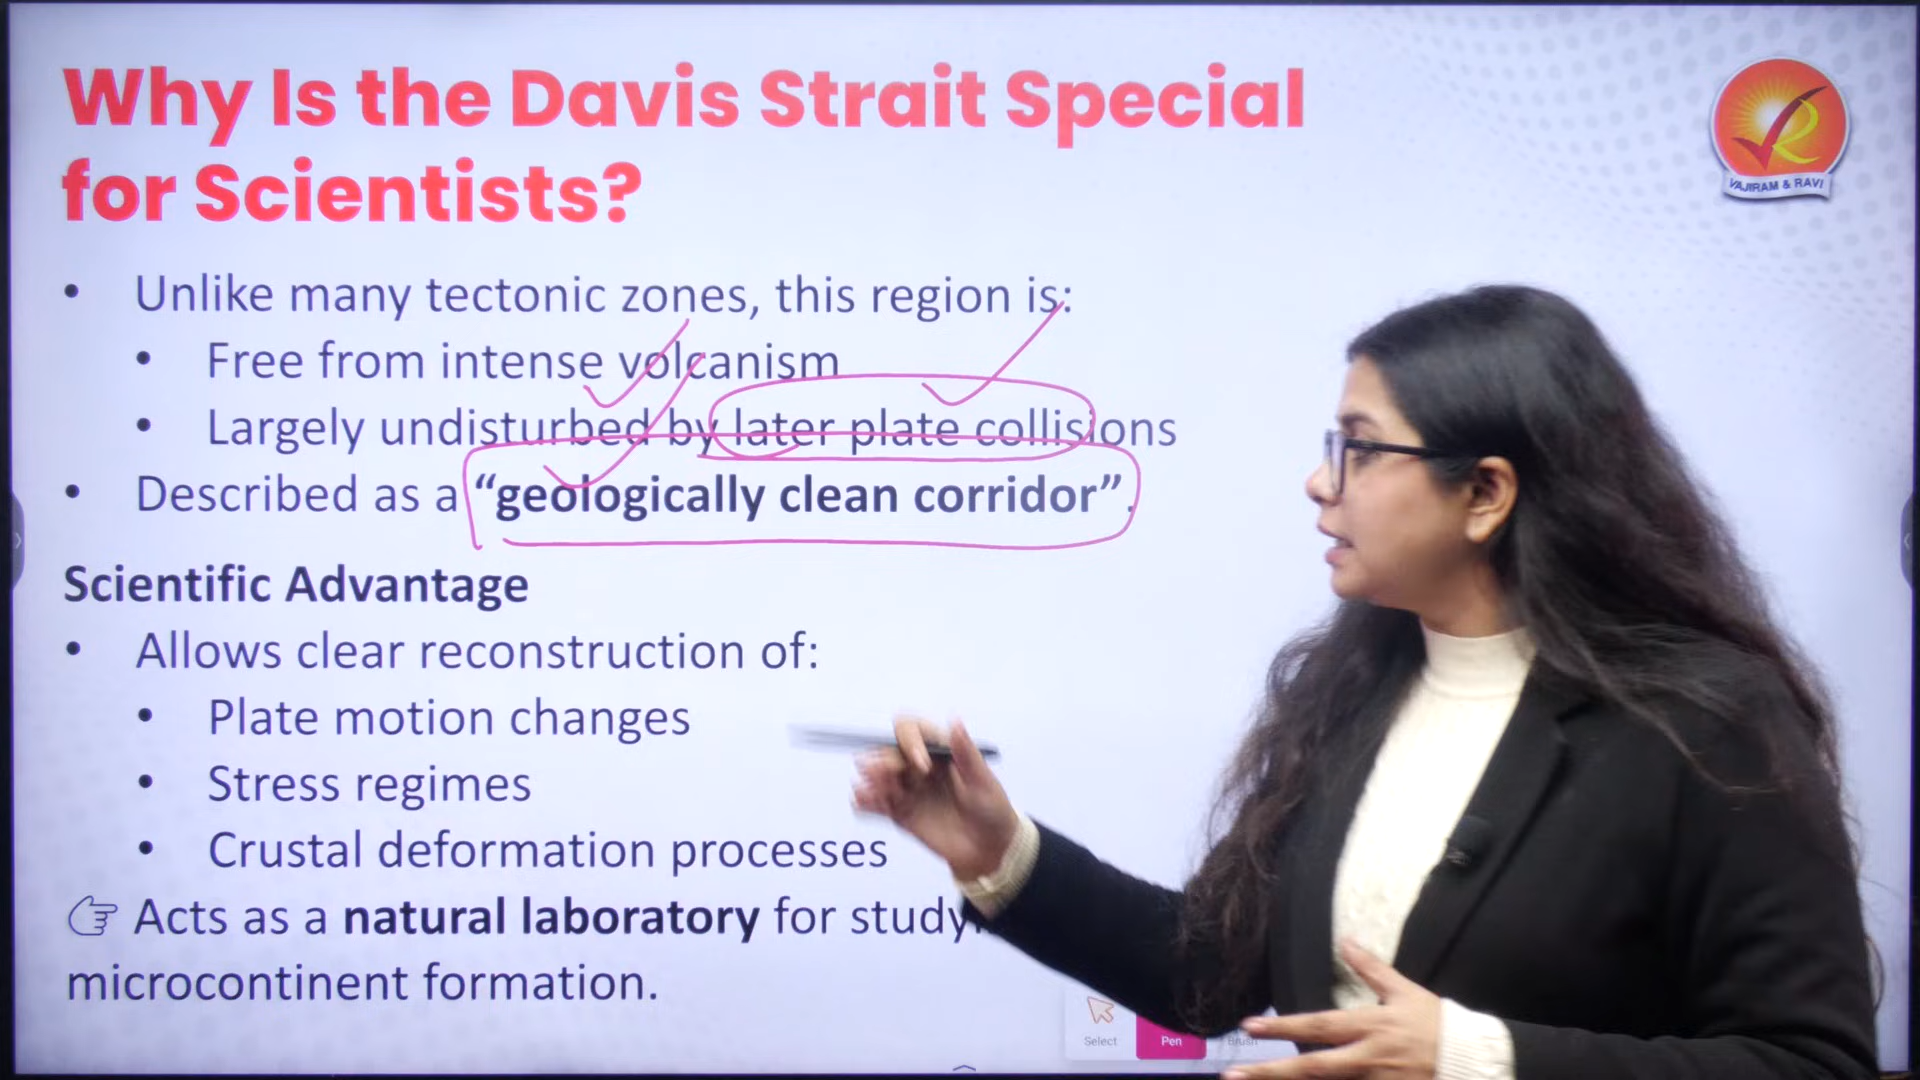 Why Is the Davis Strait Special
for Scientists?
VAJIRAM & RAVI
• Unlike many tectonic zones, this region is:
• Free from intense volcanism
• Largely undisturbed by later plate collisions
• Described as a “geologically clean corridor”.
Scientific Advantage
• Allows clear reconstruction of:
• Plate motion changes
• Stress regimes
• Crustal deformation processes
Acts as a natural laboratory for
microcontinent formation.
Select
Pen
Brush